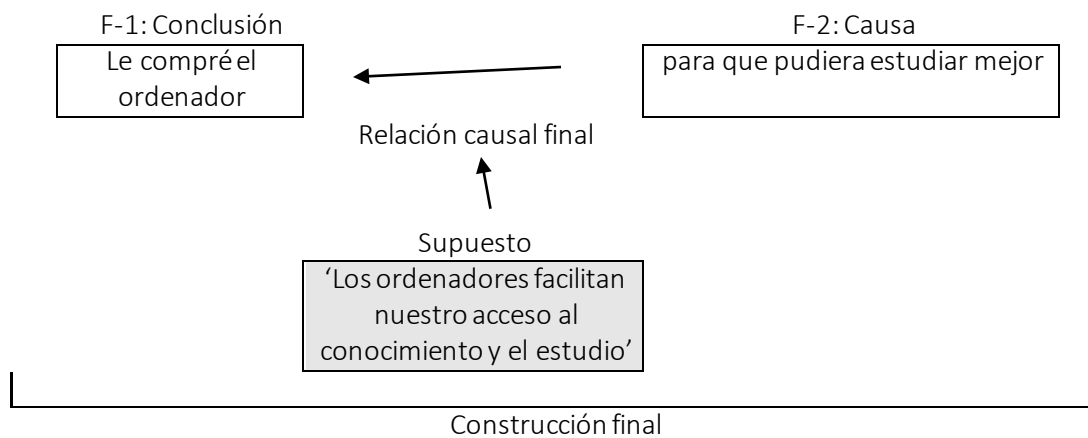 F-1: Conclusión
F-2: Causa
Le compré el
ordenador
para que pudiera estudiar mejor
Relación causal final
Supuesto
‘Los ordenadores facilitan
nuestro acceso al
conocimiento y el estudio’
Construcción final